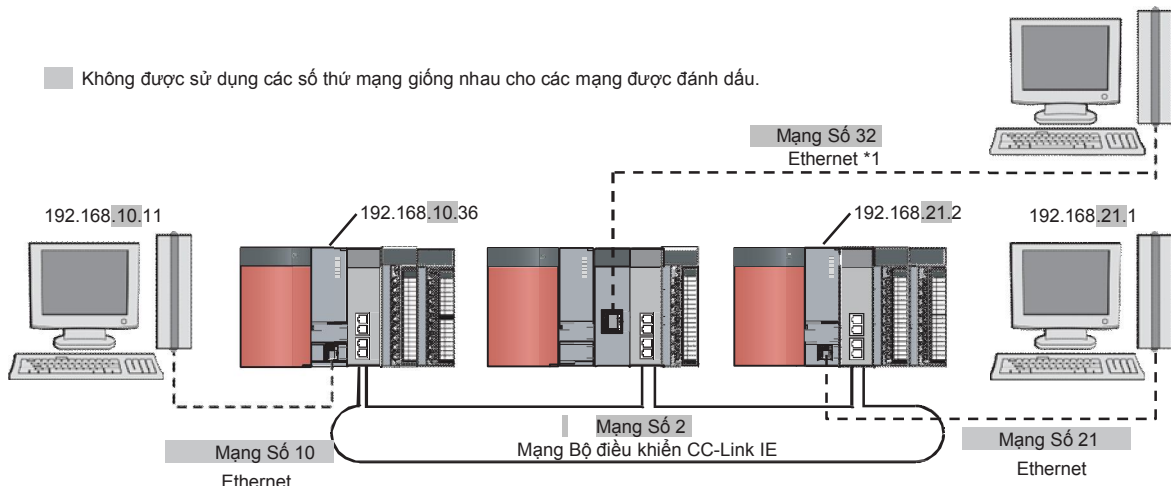 Không được sử dụng các số thứ mạng giống nhau cho các mạng được đánh dấu.
Mạng Số 32
Ethernet *1
192.168.10.11
192.168.10.36
192.168.21.2
192.168.21.1
Mạng Số 2
Mạng Bộ điều khiển CC-Link IE
Mạng Số 10
Ethernet
Mạng Số 21
Ethernet